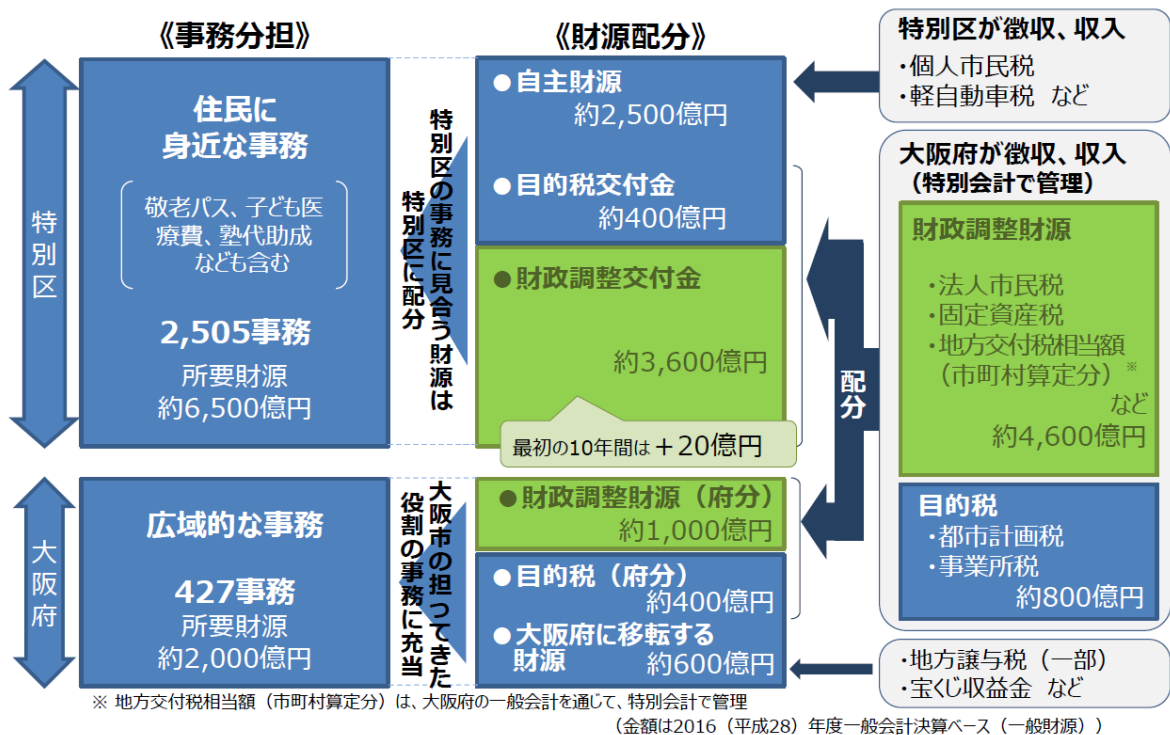 《事務分担》
《財源配分》
特別区
住民に
身近な事務
敬老パス、子ども医
療費、塾代助成
なども含む
2,505事務
所要財源
約6,500億円
特別区の事務に見合う財源は
特別区に配分
●自主財源
約2,500億円
●目的税交付金
約400億円
●財政調整交付金
約3,600億円
最初の10年間は+20億円
特別区が徴収、収入
・個人市民税
・軽自動車税 など
大阪府が徴収、収入
(特別会計で管理)
財政調整財源
・法人市民税
・固定資産税
・地方交付税相当額
(市町村算定分)※
など
約4,600億円
目的税
・都市計画税
・事業所税
約800億円
配分
大阪府
広域的な事務
427事務
所要財源
約2,000億円
大阪市の担ってきた
役割の事務に充当
●財政調整財源(府分)
約1,000億円
●目的税(府分)
約400億円
●大阪府に移転する
財源 約600億円
・地方譲与税(一部)
・宝くじ収益金 など
※ 地方交付税相当額(市町村算定分)は、大阪府の一般会計を通じて、特別会計で管理
(金額は2016(平成28)年度一般会計決算ベース(一般財源))